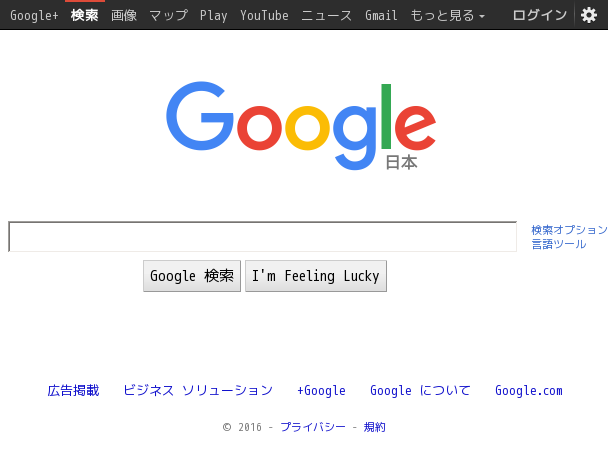 Google+ 検索 画像 マップ Play YouTube ニュース Gmail もっと見る ログイン
Google
日本
検索オプション
言語ツール
Google 検索 I'm Feeling Lucky
広告掲載 ビジネス ソリューション +Google Google について Google.com
© 2016 - プライバシー - 規約